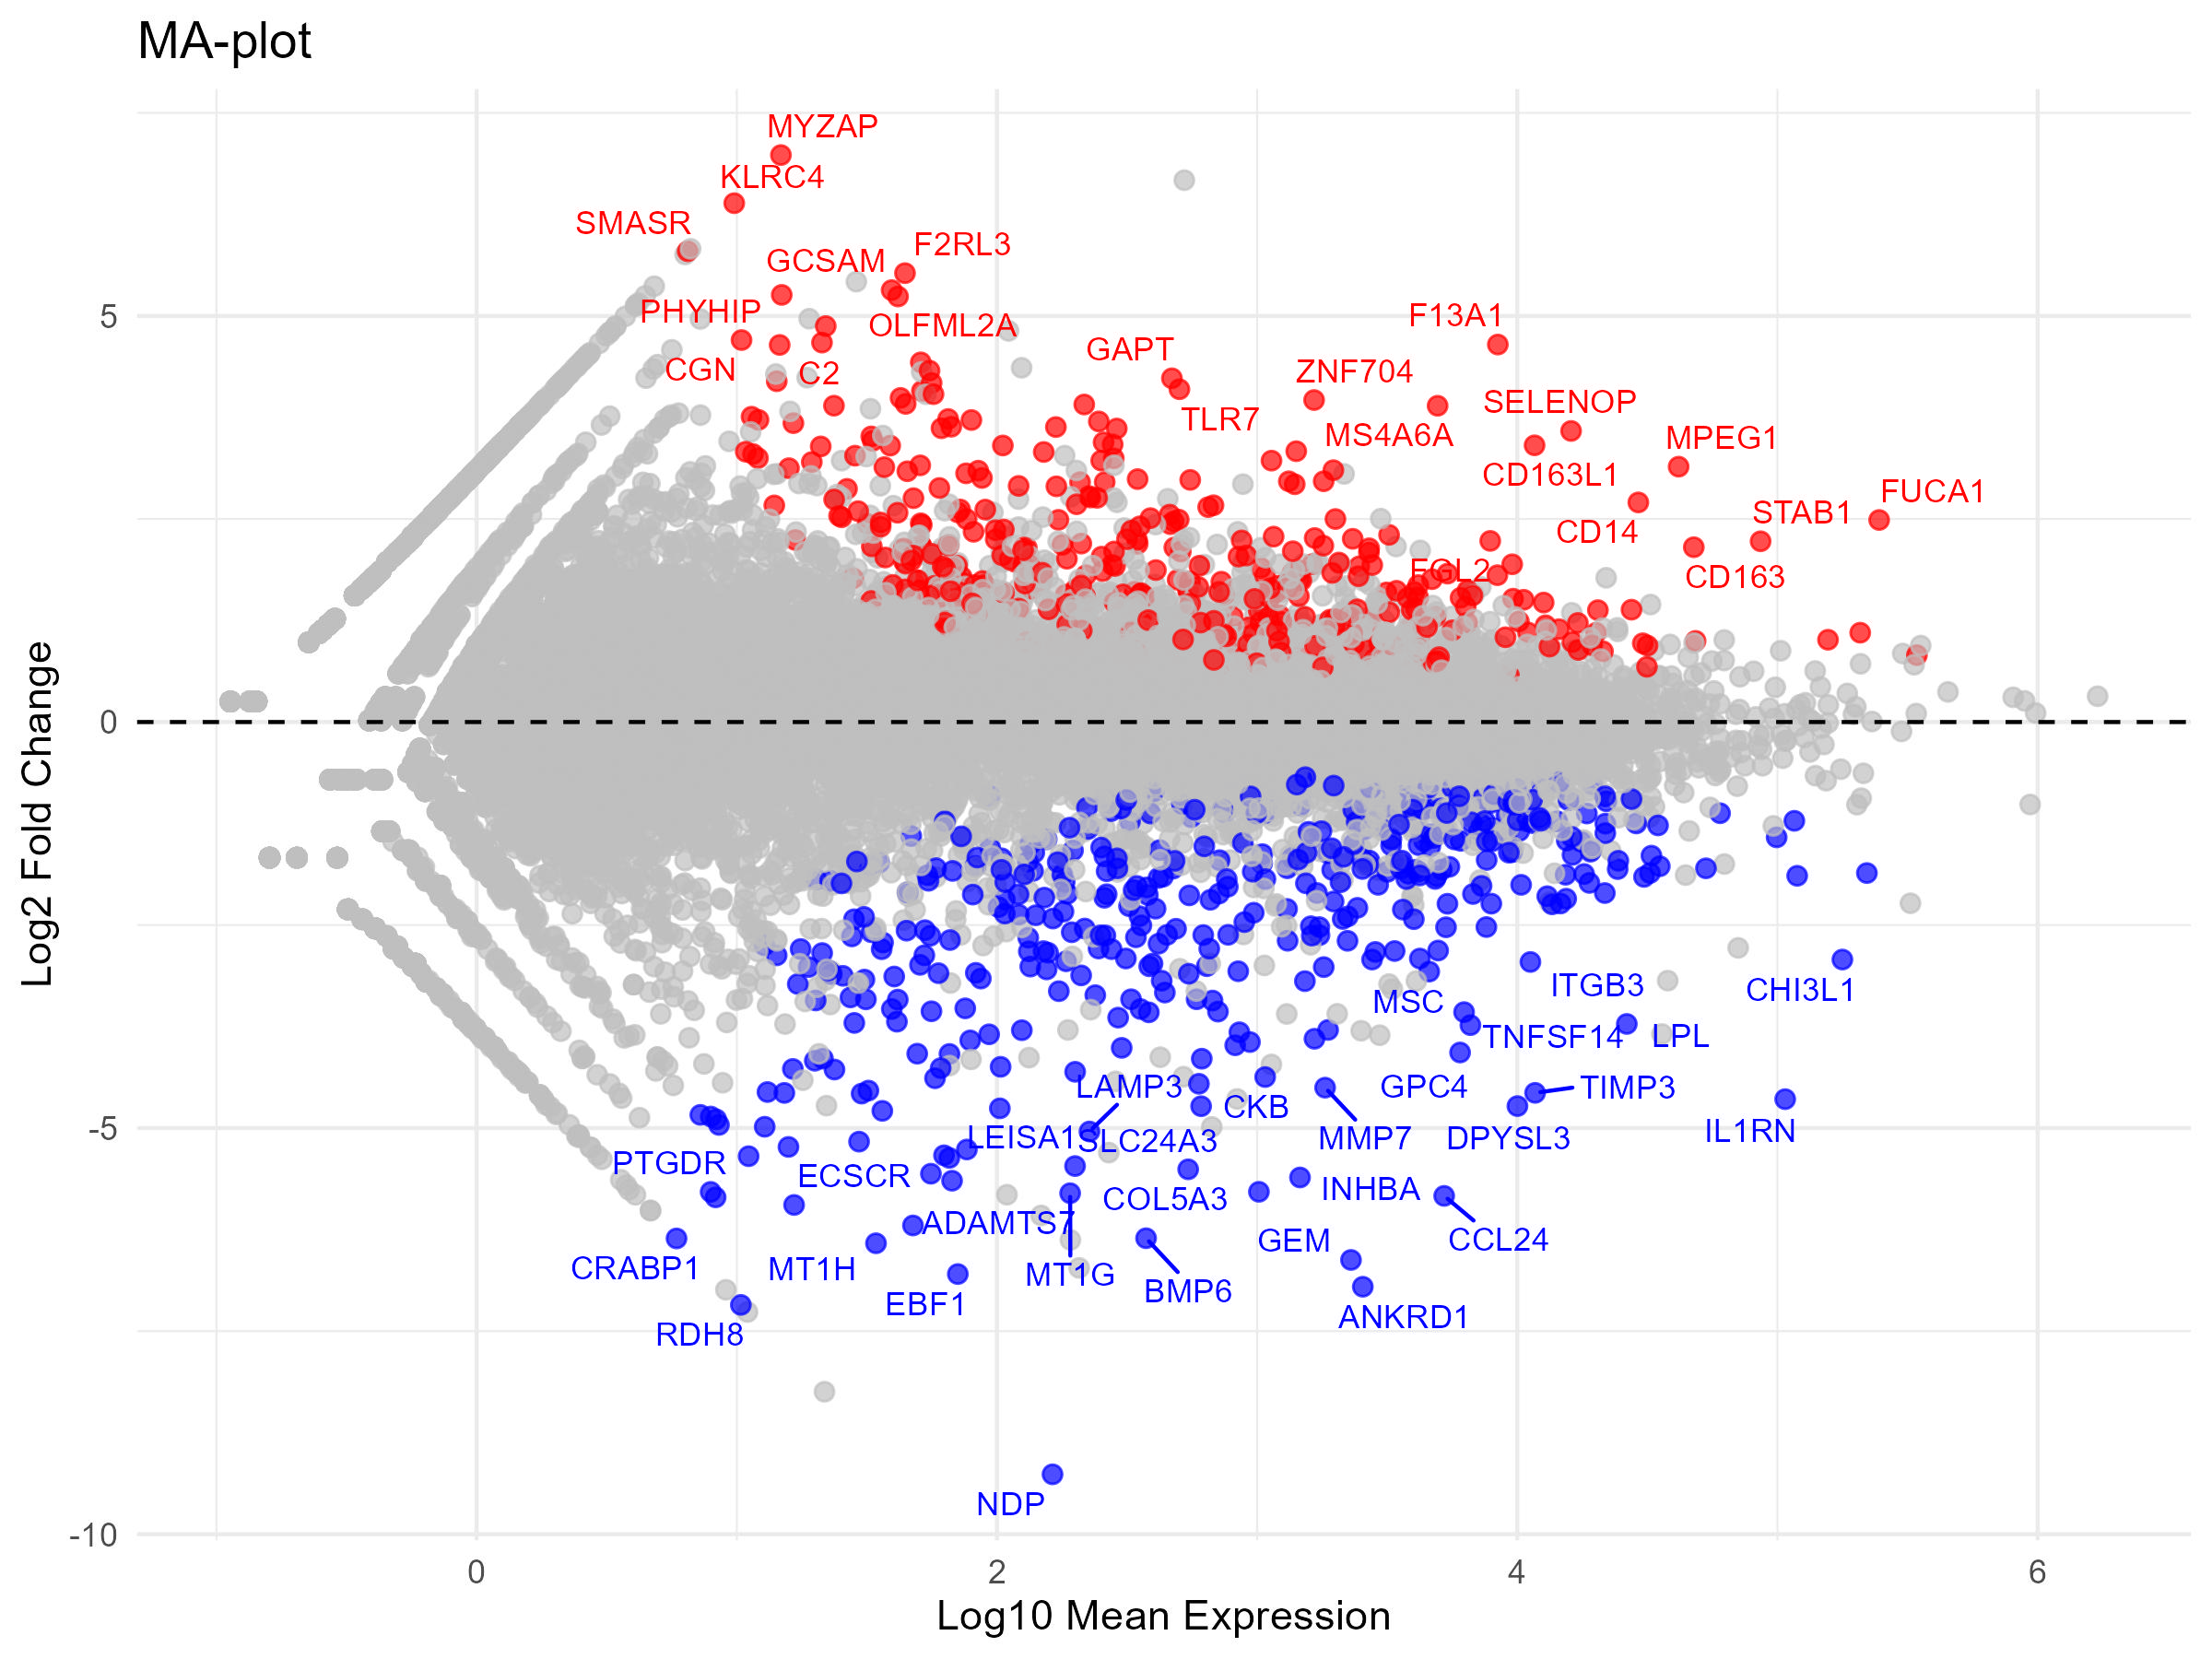 MA-plot
MYZAP
KLRC4
SMASR
F2RL3
GCSAM
PHYHIP
F13A1
OLFML2A
GAPT
CGN
C2
ZNF704
SELENOP
TLR7
MS4A6A
MPEG1
CD163L1
FUCA1
STAB1
CD14
FGL2
CD163
ITGB3
CHI3L1
MSC
TNFSF14
LPL
LAMP3
GPC4
TIMP3
CKB
LEISA1
SLC24A3
MMP7
DPYSL3
IL1RN
PTGDR
ECSCR
COL5A3
INHBA
ADAMTS7
GEM
CCL24
CRABP1
MT1H
MT1G
BMP6
EBF1
ANKRD1
RDH8
NDP
5
0
-5
-10
0
2
4
6
Log10 Mean Expression
Log2 Fold Change